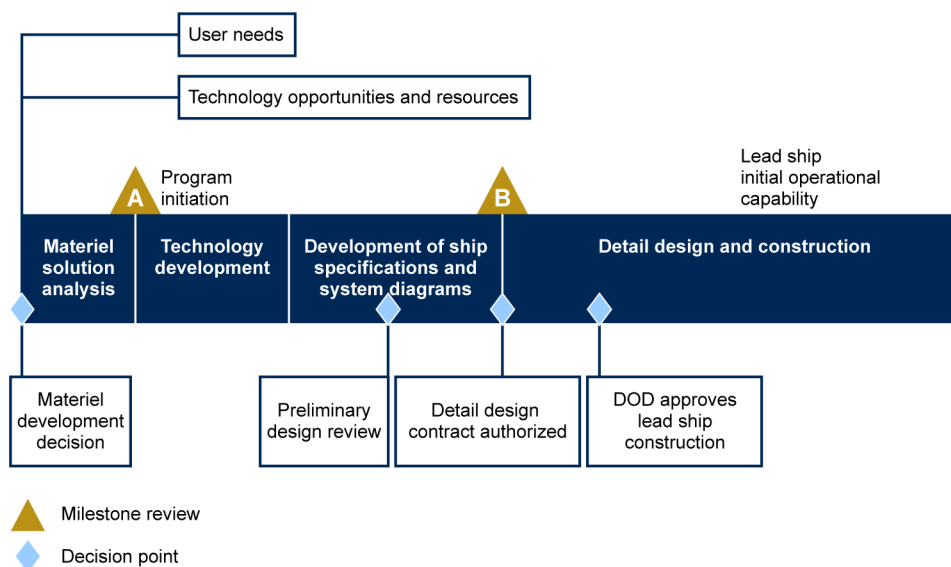 User needs
Technology opportunities and resources
A
Program
initiation
B
Lead ship
initial operational
capability
Materiel
solution
analysis
Technology
development
Development of ship
specifications and
system diagrams
Detail design and construction
Materiel
development
decision
Preliminary
design review
Detail design
contract authorized
DOD approves
lead ship
construction
Milestone review
Decision point